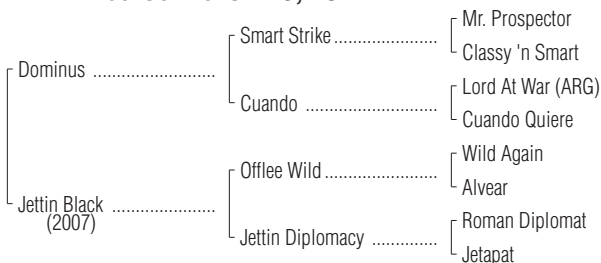 Mr. Prospector
Smart Strike
Classy 'n Smart
Dominus
Lord At War (ARG)
Cuando
Cuando Quiere
Wild Again
Offlee Wild
Alvear
Jettin Black
(2007)
Roman Diplomat
Jettin Diplomacy
Jetapat